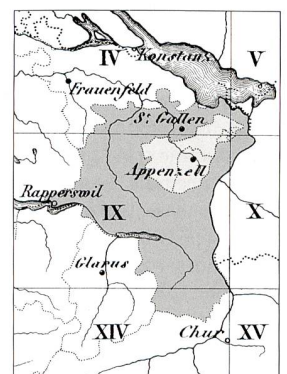 IV
Konstanz
V
Frauenfeld
St Gallen
Appenzell
Rapperswil
IX
X
Glarus
XIV
Chur
XV